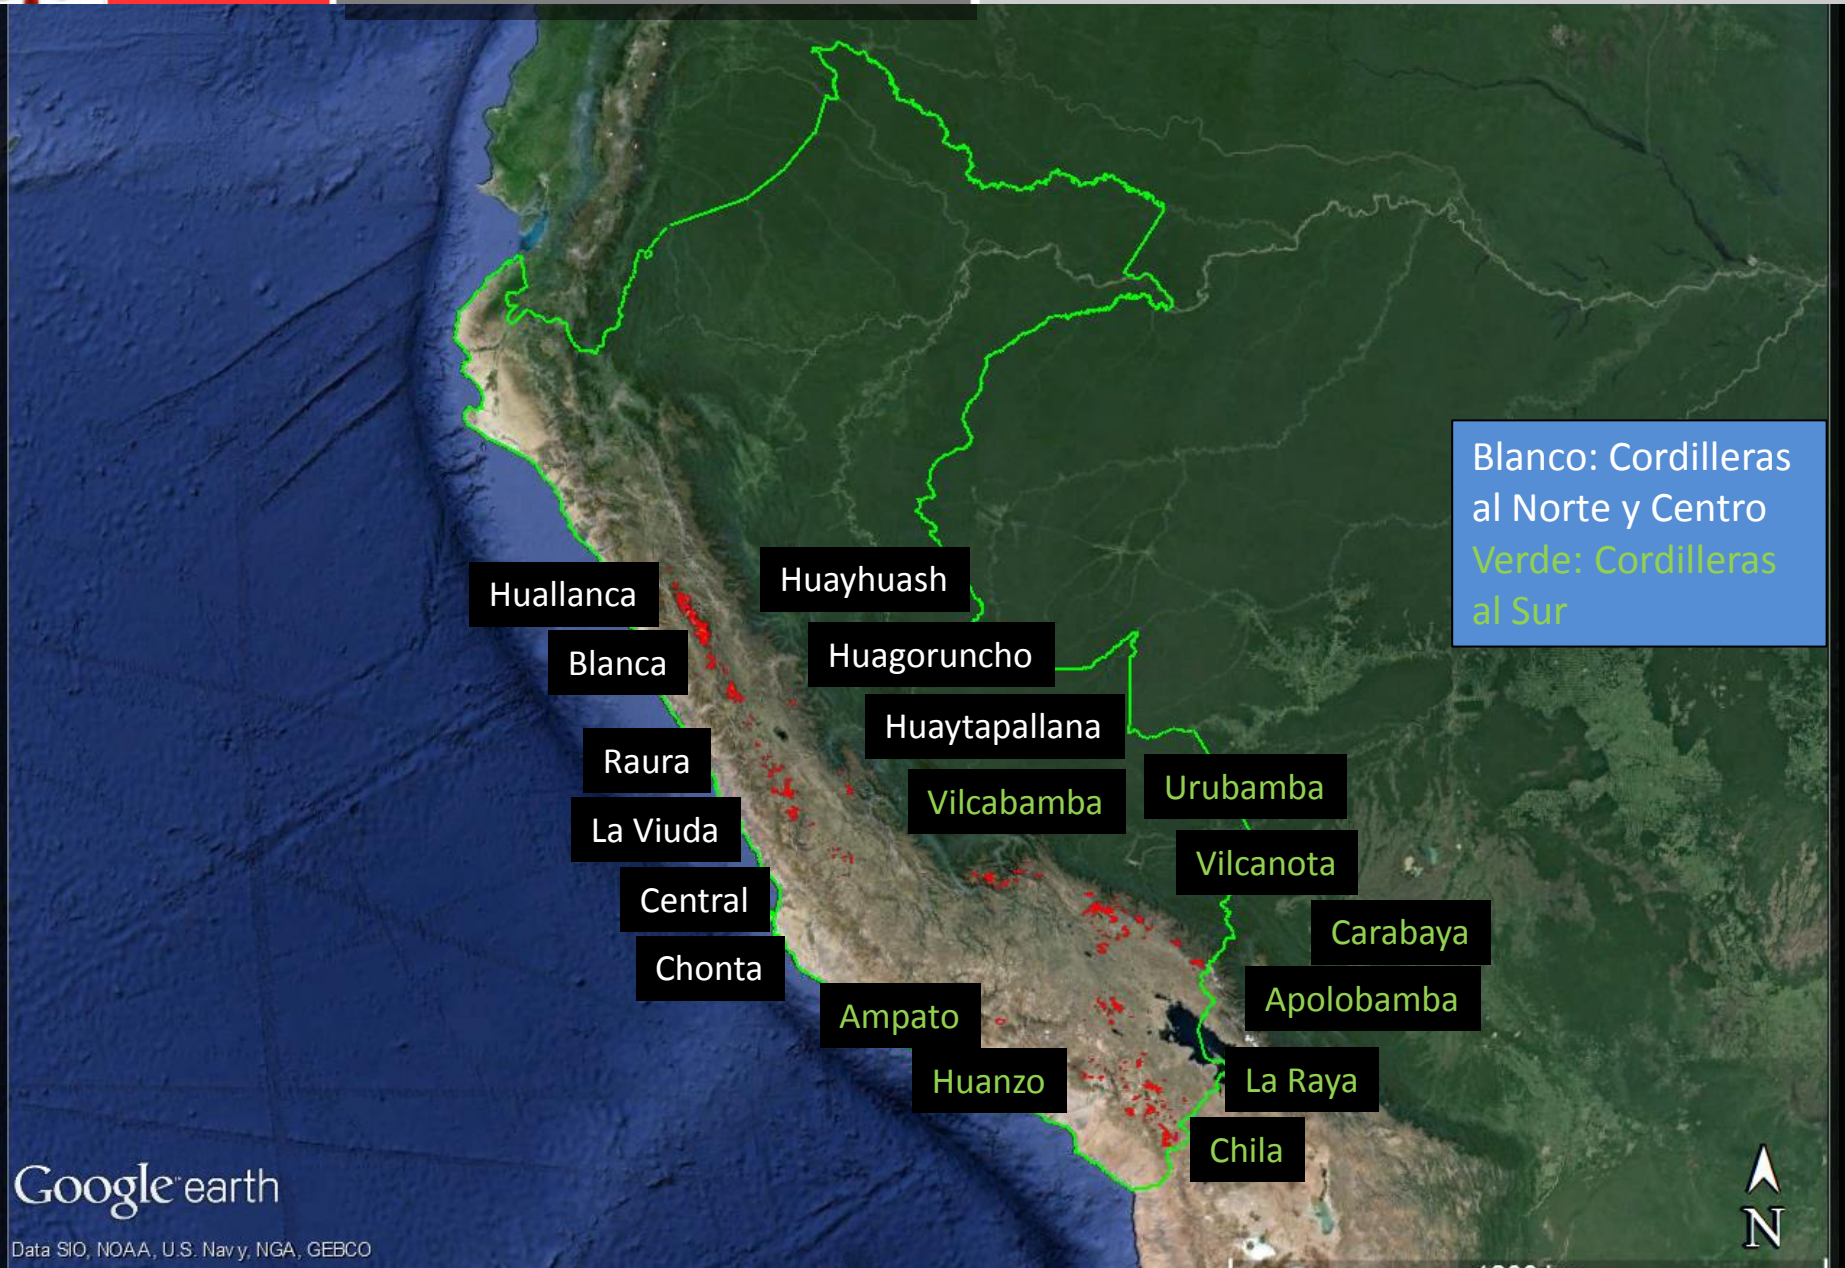 Huallanca
Huayhuash
Blanca
Huagoruncho
Raura
Huaytapallana
La Viuda
Vilcabamba
Urubamba
Central
Vilcanota
Chonta
Carabaya
Ampato
Apolobamba
Huanzo
La Raya
Chila
Blanco: Cordilleras
al Norte y Centro
Verde: Cordilleras
al Sur
Google earth
Data SIO, NOAA, U.S. Navy, NGA, GEBCO
N